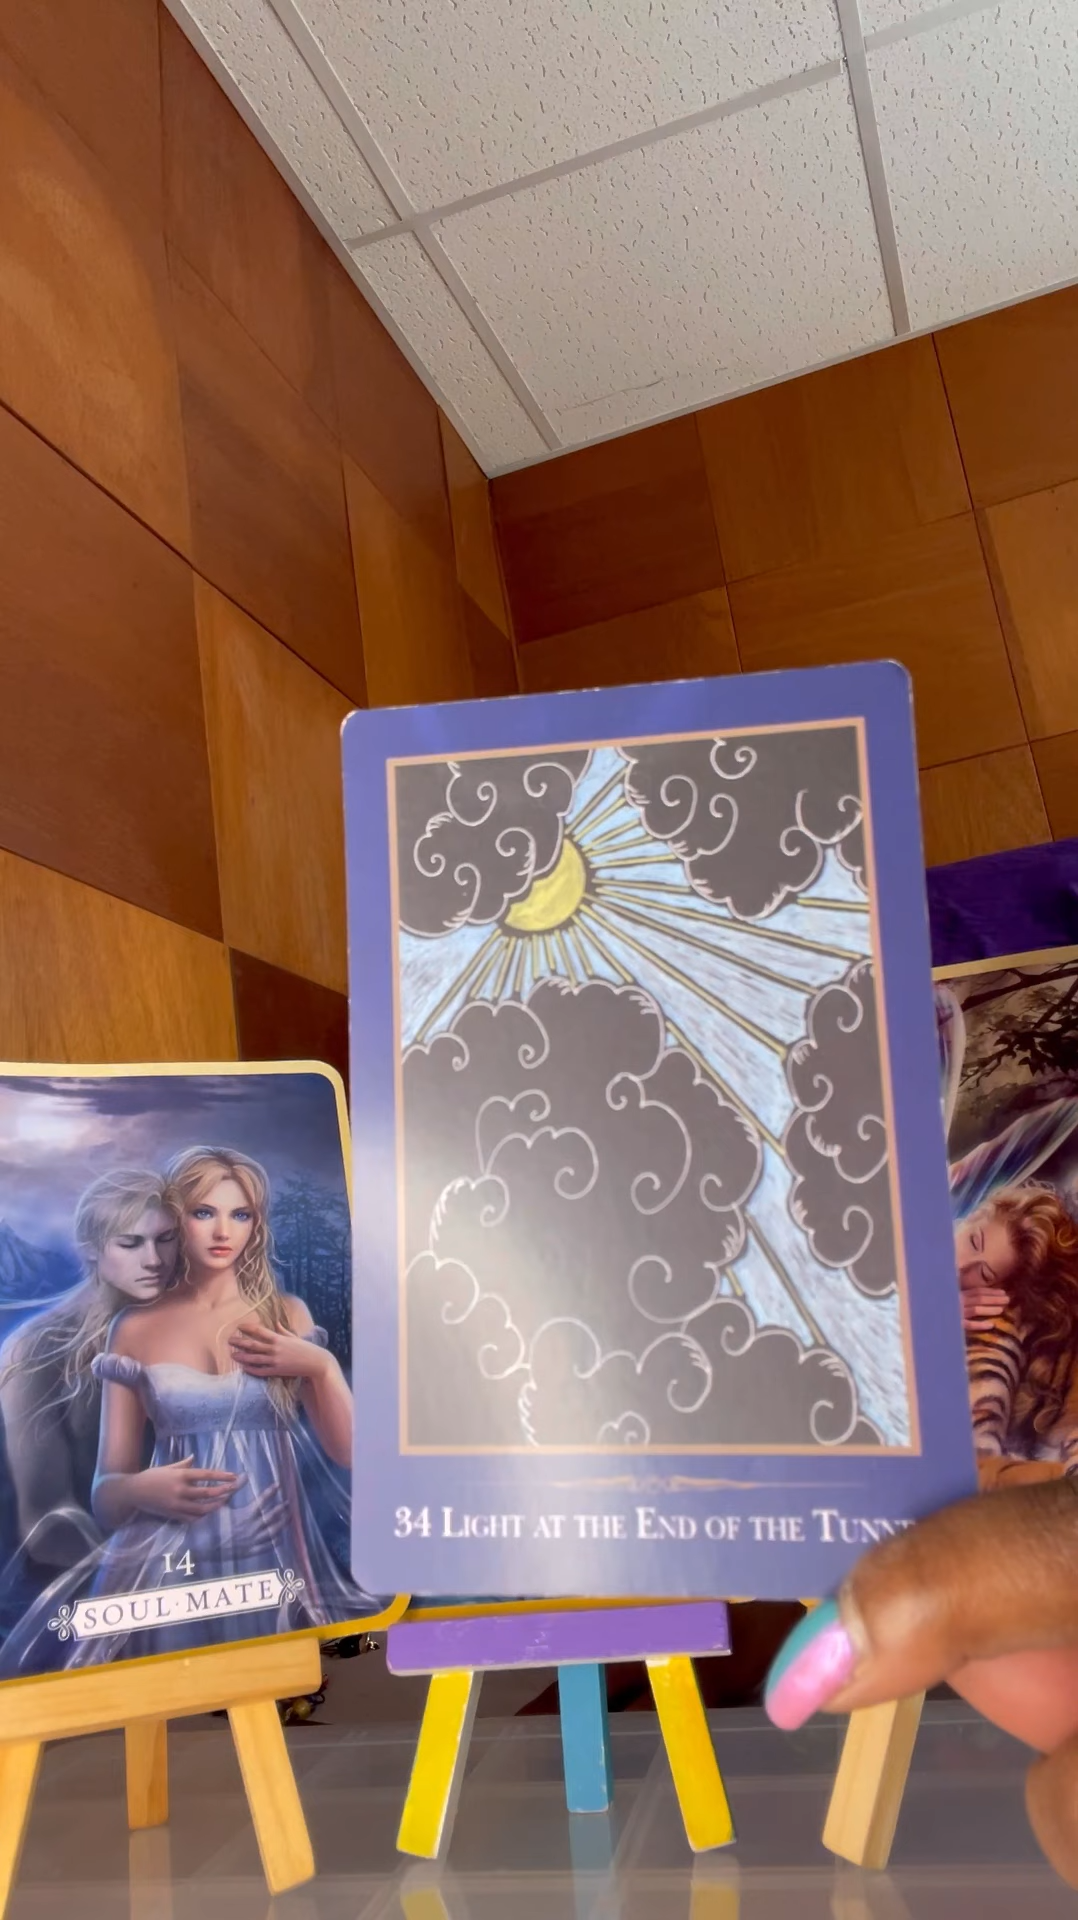 34 LIGHT AT THE END OF THE
14
SOUL·MATE